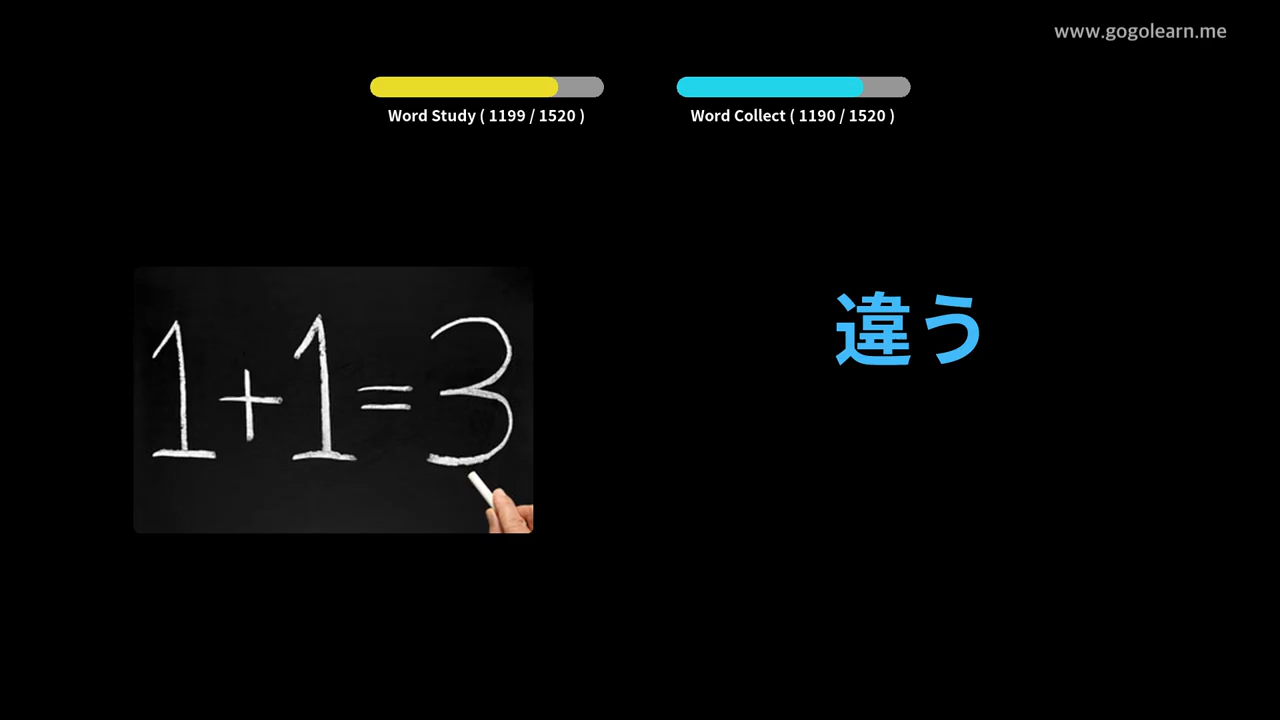 www.gogolearn.me
Word Study ( 1199 / 1520 )
Word Collect ( 1190 / 1520 )
1+1=3
違う